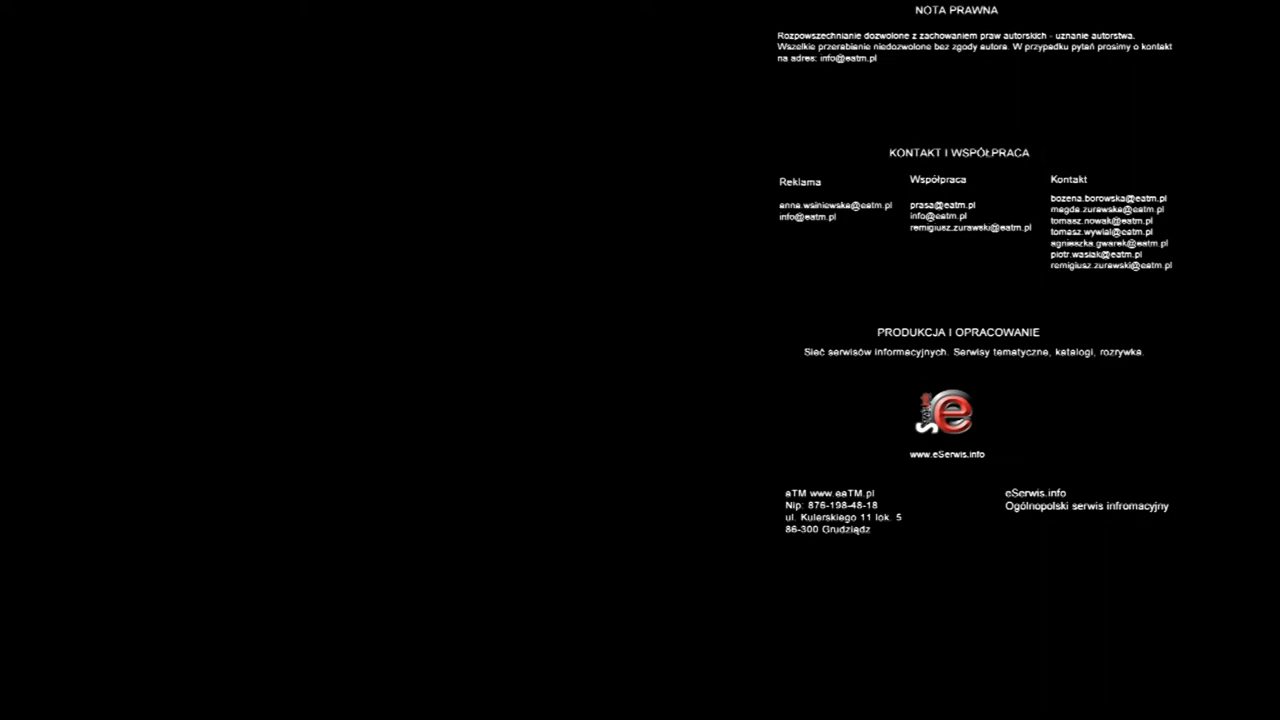 NOTA PRAWNA
Rozpowszechnianie dozwolone z zachowaniem praw autorskich - uznanie autorstwa.
Wszelkie przerabianie niedozwolone bez zgody autora. W przypadku pytań prosimy o kontakt
na adres: info@eatm.pl
KONTAKT I WSPÓŁPRACA
Reklama
anna.wsiniewska@eatm.pl
info@eatm.pl
Współpraca
prasa@eatm.pl
info@eatm.pl
remigiusz.zurawski@eatm.pl
Kontakt
bozena.borowska@eatm.pl
magda.zurawska@eatm.pl
tomasz.nowak@eatm.pl
tomasz.wywial@eatm.pl
agnieszka.gwarek@eatm.pl
piotr.wasiak@eatm.pl
remigiusz.zurawski@eatm.pl
PRODUKCJA I OPRACOWANIE
Sieć serwisów informacyjnych. Serwisy tematyczne, katalogi, rozrywka.
e
www.eSerwis.info
aTM www.eaTM.pl
Nip: 876-198-48-18
ul. Kulerskiego 11 lok. 5
86-300 Grudziądz
eSerwis.info
Ogólnopolski serwis infromacyjny